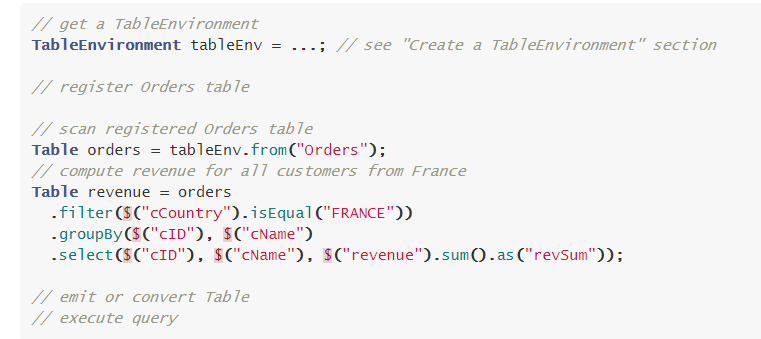 // get a TableEnvironment
TableEnvironment tableEnv = ...; // see "Create a TableEnvironment" section
// register Orders table
// scan registered Orders table
Table orders = tableEnv.from("Orders");
// compute revenue for all customers from France
Table revenue = orders
.filter($("cCountry").isEqual("FRANCE"))
.groupBy($("cID"), $("cName")
.select($("cID"), $("cName"), $("revenue").sum().as("revSum"));
// emit or convert Table
// execute query